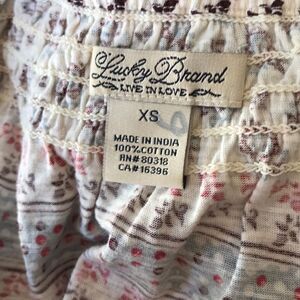 Lucky Brand
LIVE IN LOVE
XS
MADE IN INDIA
100%COTTON
RN#80318
CA#16396